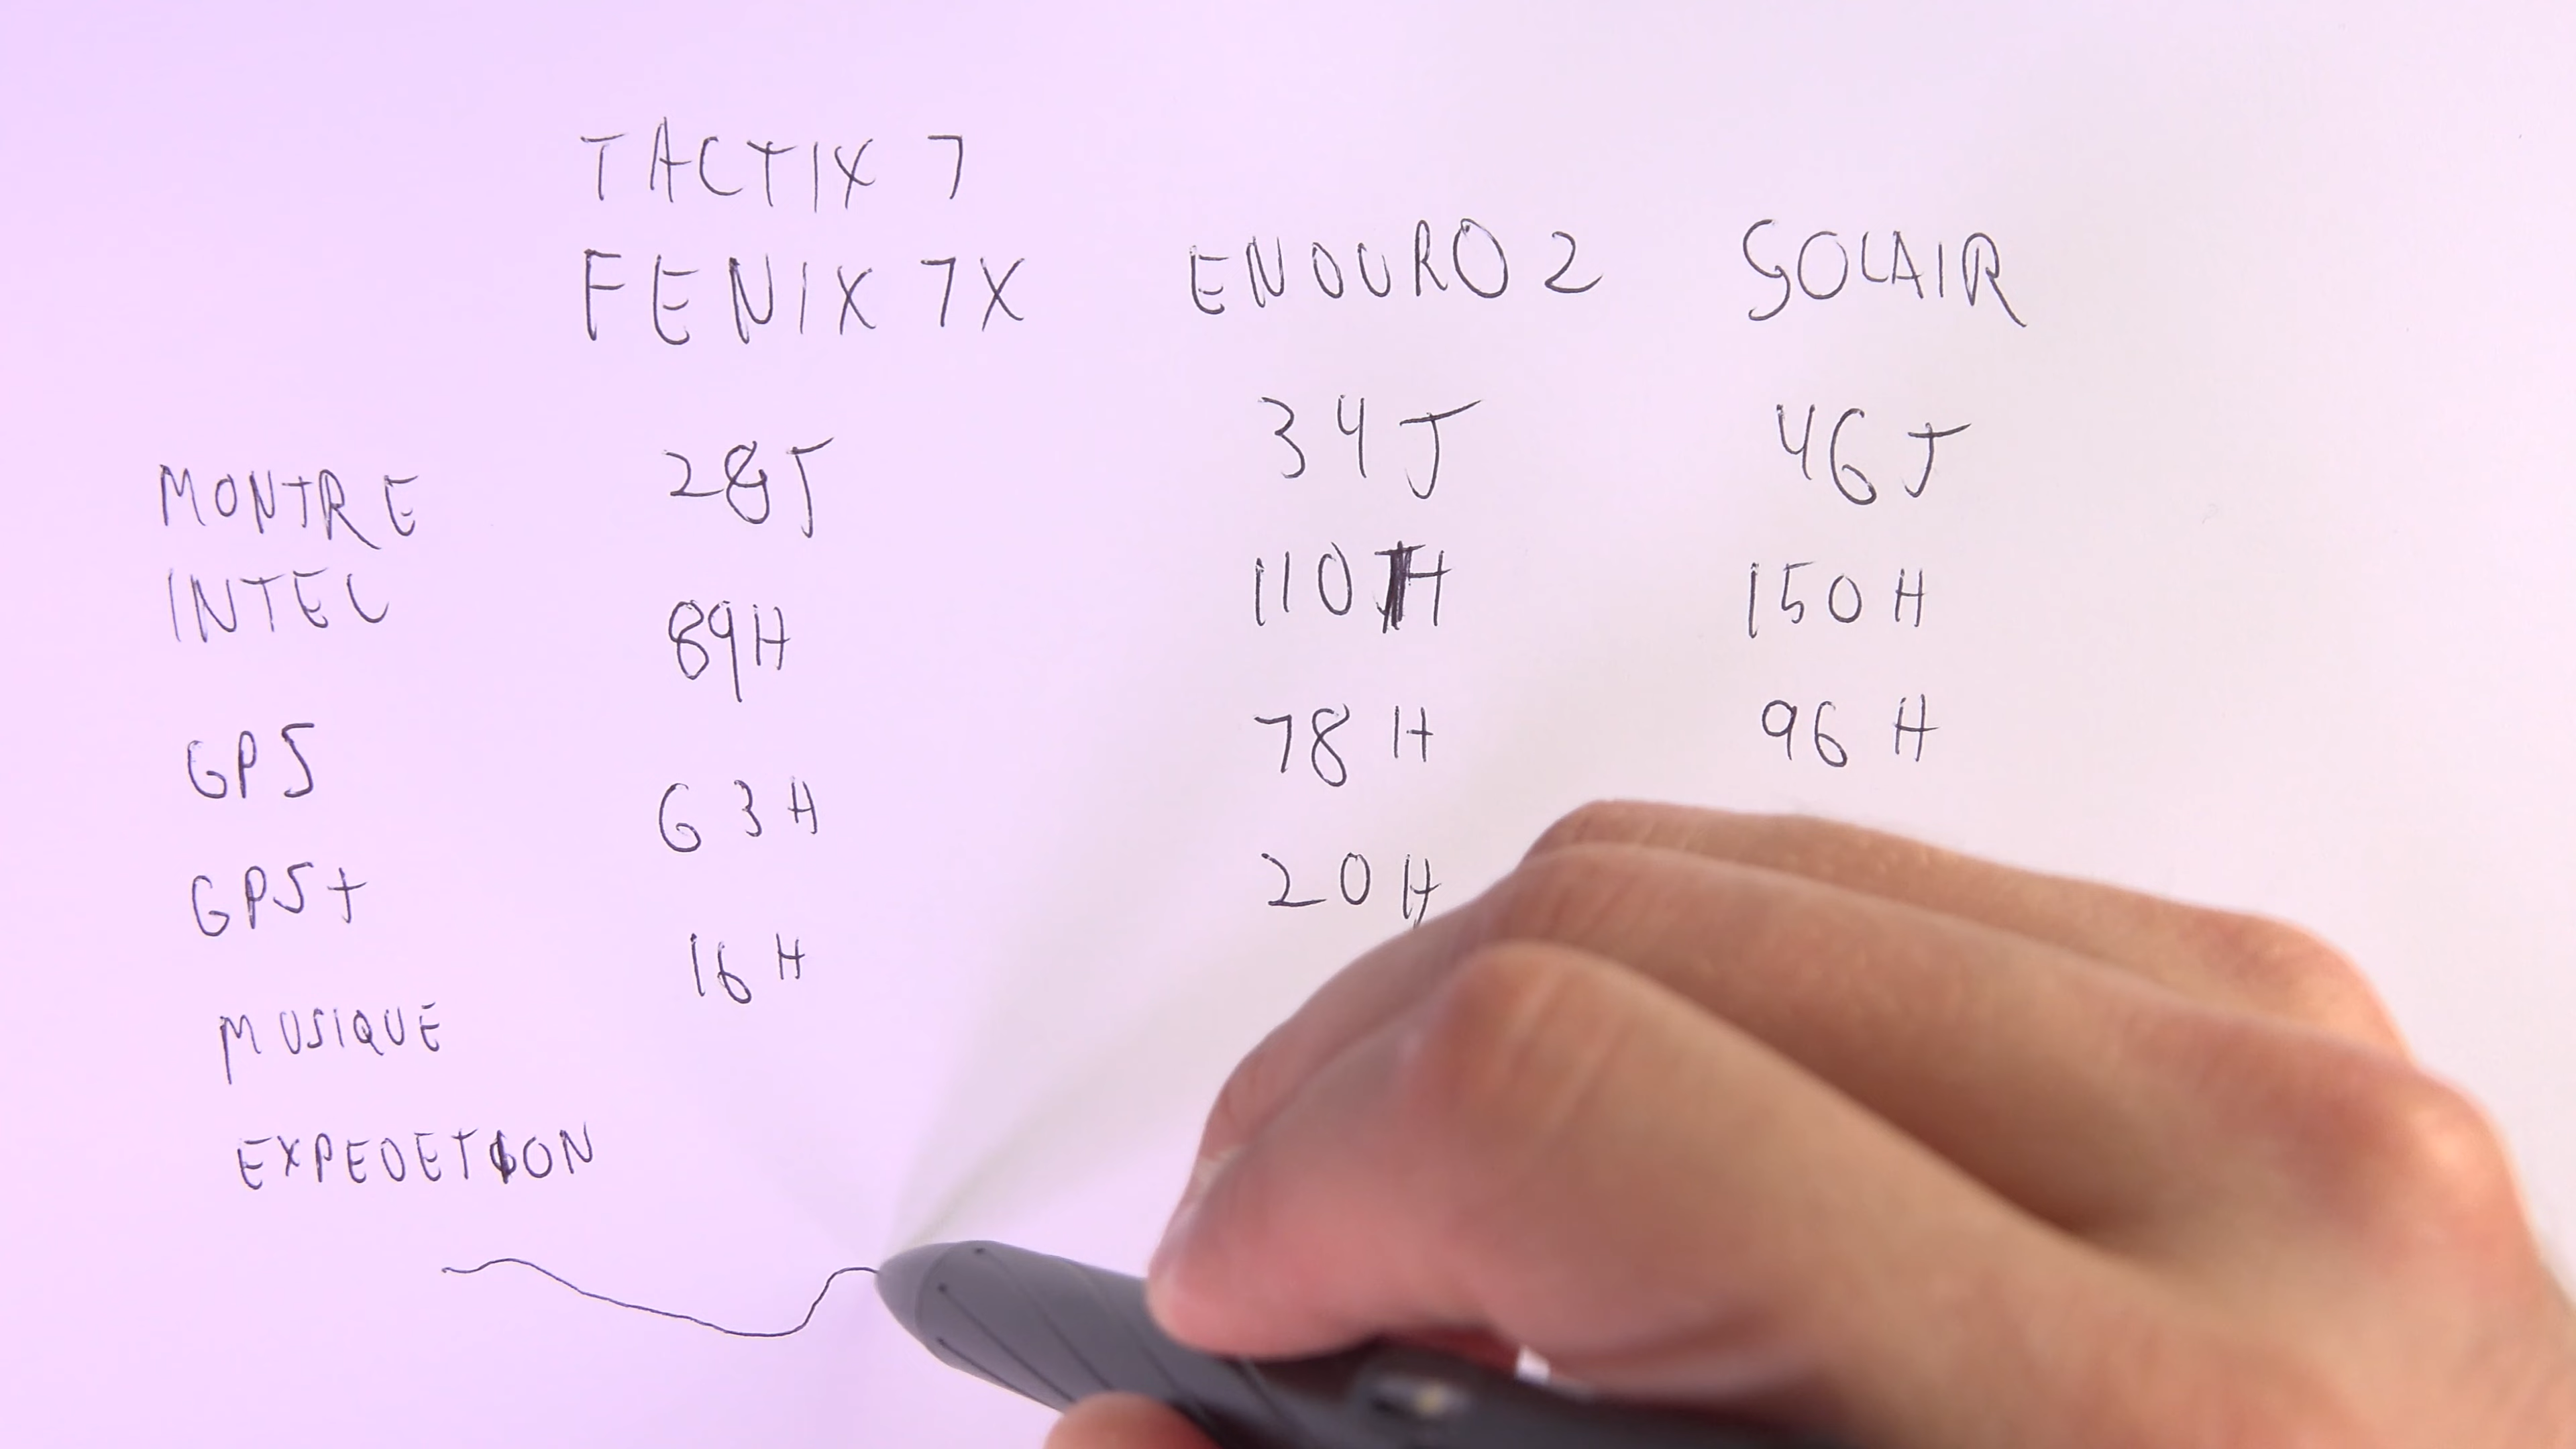 TACTIX 7
FENIX 7X ENDURO 2 SOLAIR
MONTRE 28J 34J 46J
INTEL 89H 110H 150H
GPS 63H 78H 96H
GPS+ 16H 20H
MUSIQUE
EXPEDETION